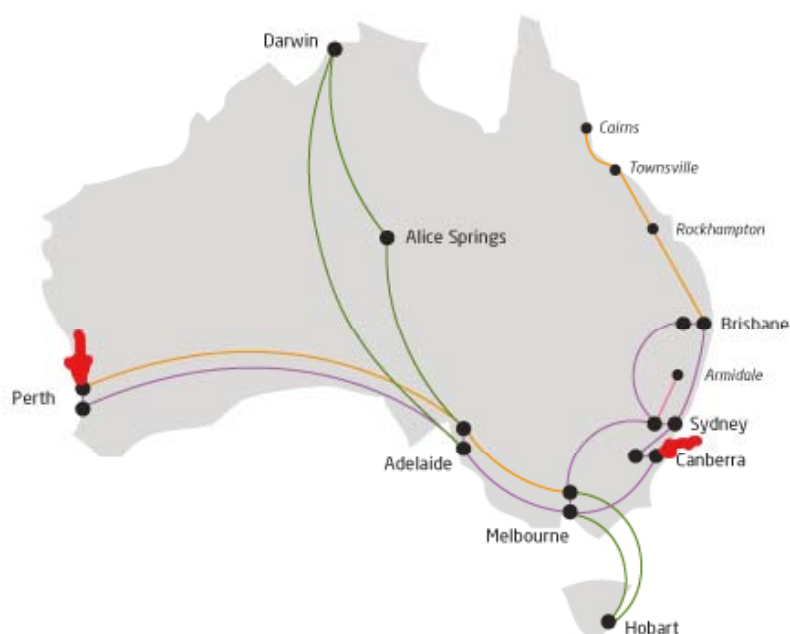 Darwin
Cairns
Townsville
Rockhampton
Alice Springs
Brisbane
Armidale
Perth
Sydney
Adelaide
Canberra
Melbourne
Hobart